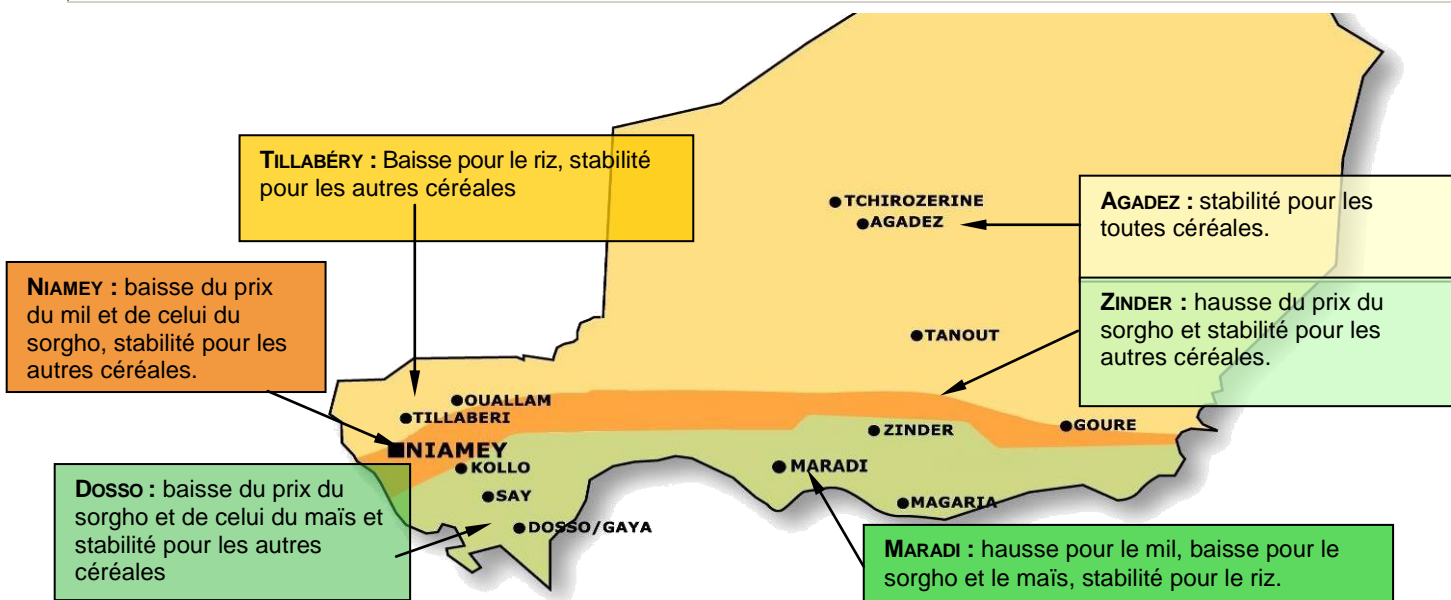 TILLABÉRY : Baisse pour le riz, stabilité
pour les autres céréales
AGADEZ : stabilité pour les
toutes céréales.
NIAMEY : baisse du prix
du mil et de celui du
sorgho, stabilité pour les
autres céréales.
ZINDER : hausse du prix du
sorgho et stabilité pour les
autres céréales.
DOSSO : baisse du prix du
sorgho et de celui du maïs et
stabilité pour les autres
céréales
MARADI : hausse pour le mil, baisse pour le
sorgho et le maïs, stabilité pour le riz.
TCHIROZERINE
AGADEZ
TANOUT
OUALLAM
TILLABERI
NIAMEY
KOLLO
SAY
DOSSO/GAYA
ZINDER
GOURE
MARADI
MAGARIA